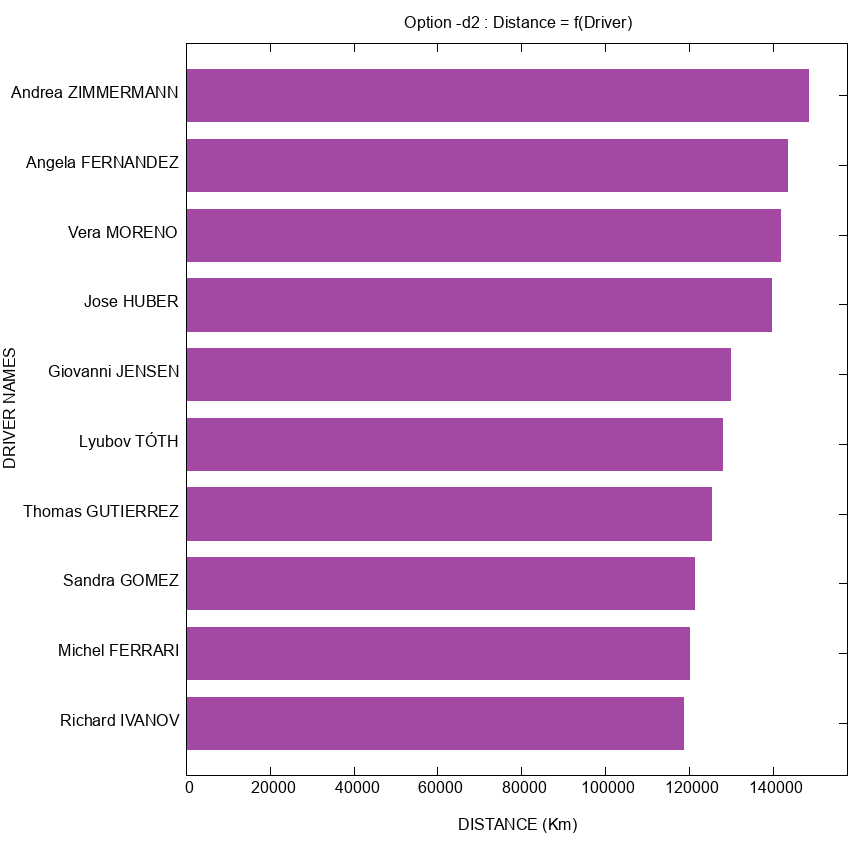 Option -d2 : Distance = f(Driver)
Andrea ZIMMERMANN
Angela FERNANDEZ
Vera MORENO
Jose HUBER
Giovanni JENSEN
Lyubov TÓTH
Thomas GUTIERREZ
Sandra GOMEZ
Michel FERRARI
Richard IVANOV
DRIVER NAMES
0 20000 40000 60000 80000 100000 120000 140000
DISTANCE (Km)